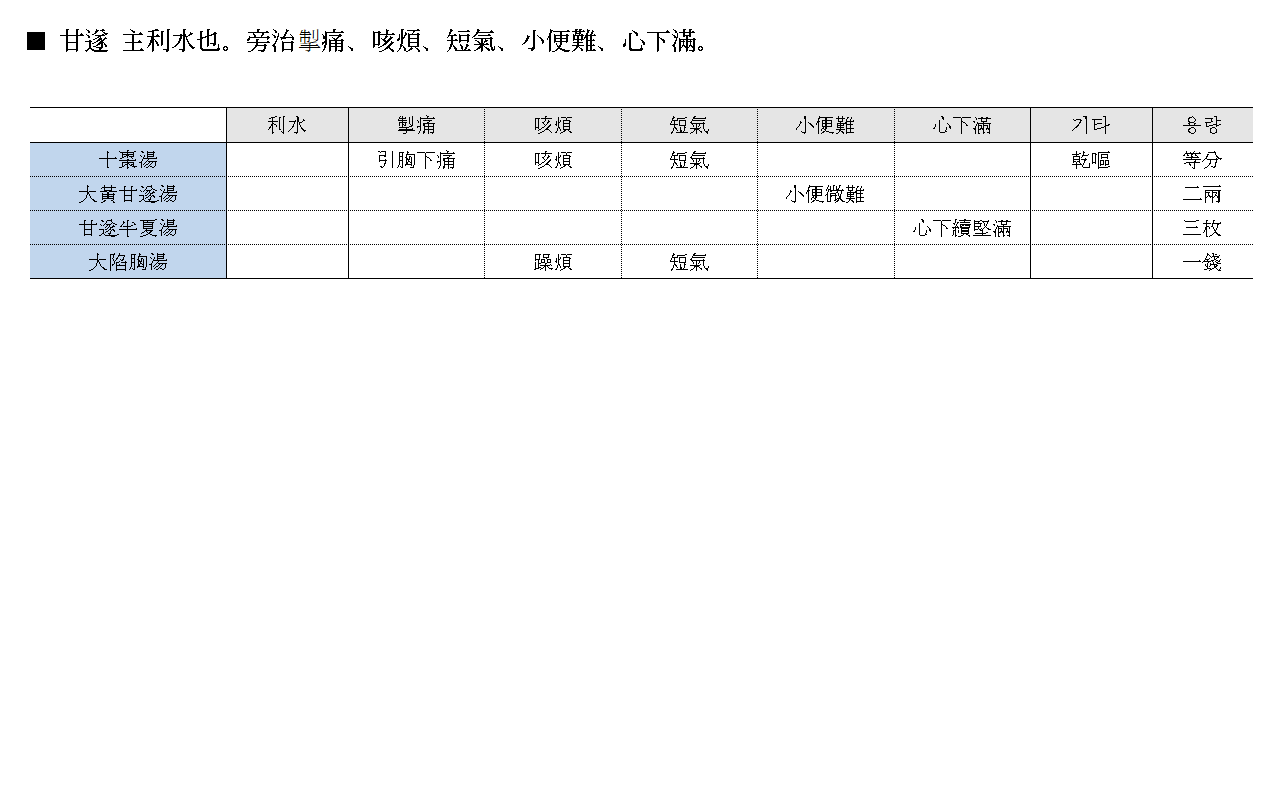 ■ 甘遂 主利水也。旁治掣痛、咳煩、短氣、小便難、心下滿。
利水 掣痛 咳煩 短氣 小便難 心下滿 기타 용량
十棗湯 引胸下痛 咳煩 短氣 乾嘔 等分
大黃甘遂湯 小便微難 二兩
甘遂半夏湯 心下續堅滿 三枚
大陷胸湯 躁煩 短氣 一錢